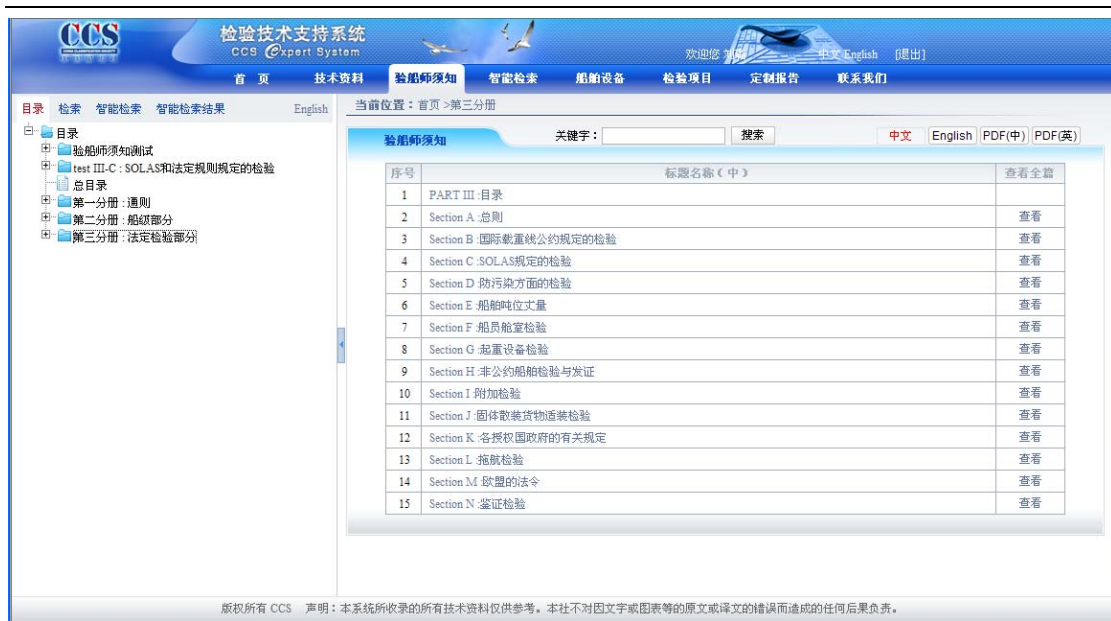 CCS
检验技术支持系统
CCS Expert System
欢迎您
中文 English [退出]
首 页 技术资料 验船师须知 智能检索 船舶设备 检验项目 定制报告 联系我们
目录 检索 智能检索 智能检索结果 English
当前位置：首页 >第三分册
目录
验船师须知测试
test III-C : SOLAS和法定规则规定的检验
总目录
第一分册 : 通则
第二分册 : 船级部分
第三分册 : 法定检验部分
验船师须知 关键字： 搜索 中文 English PDF(中) PDF(英)
序号 标题名称（中） 查看全篇
1 PART III :目录
2 Section A :总则 查看
3 Section B :国际载重线公约规定的检验 查看
4 Section C :SOLAS规定的检验 查看
5 Section D :防污染方面的检验 查看
6 Section E :船舶吨位丈量 查看
7 Section F :船员舱室检验 查看
8 Section G :起重设备检验 查看
9 Section H :非公约船舶检验与发证 查看
10 Section I :附加检验 查看
11 Section J :固体散装货物适装检验 查看
12 Section K :各授权国政府的有关规定 查看
13 Section L :拖航检验 查看
14 Section M :欧盟的法令 查看
15 Section N :鉴证检验 查看
版权所有 CCS 声明：本系统所收录的所有技术资料仅供参考。本社不对因文字或图表等的原文或译文的错误而造成的任何后果负责。